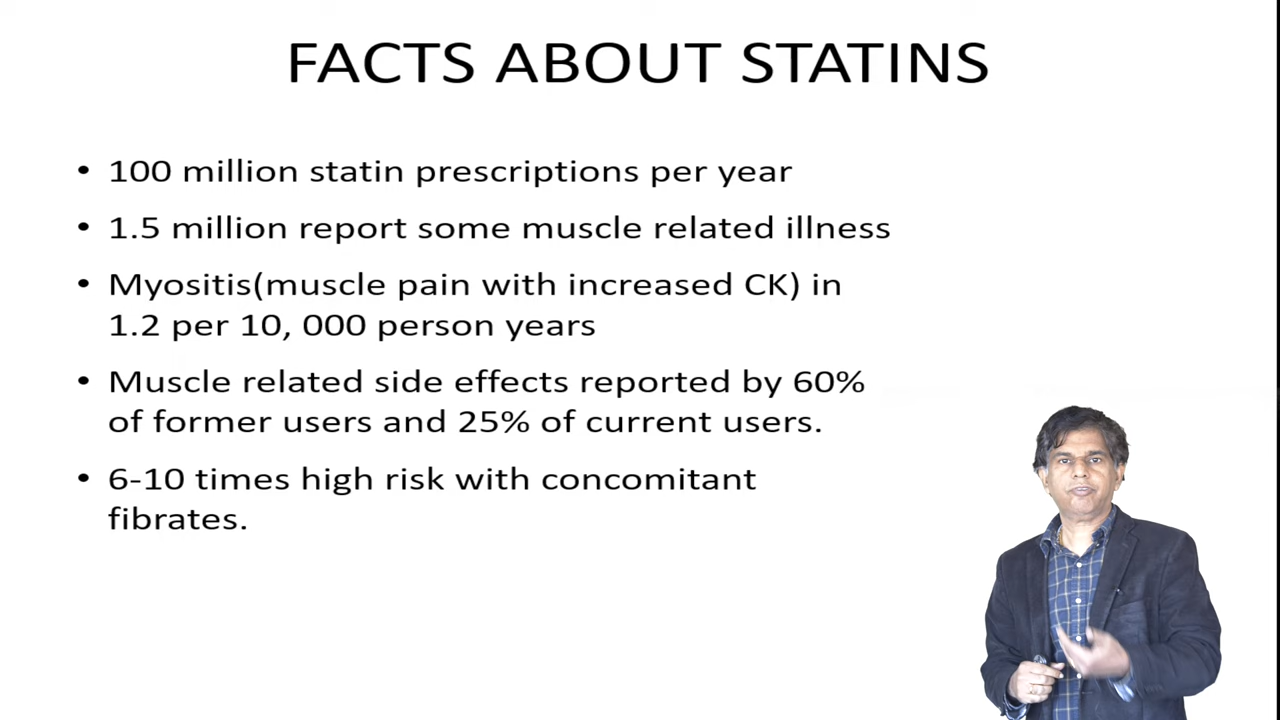 FACTS ABOUT STATINS
• 100 million statin prescriptions per year
• 1.5 million report some muscle related illness
• Myositis(muscle pain with increased CK) in
1.2 per 10, 000 person years
• Muscle related side effects reported by 60%
of former users and 25% of current users.
• 6-10 times high risk with concomitant
fibrates.